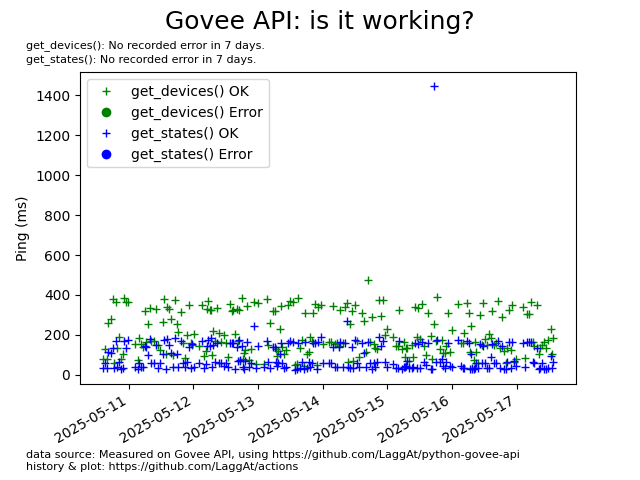 Govee API: is it working?
get_devices(): No recorded error in 7 days.
get_states(): No recorded error in 7 days.
get_devices() OK
get_devices() Error
get_states() OK
get_states() Error
Ping (ms)
1400
1200
1000
800
600
400
200
0
2025-05-11
2025-05-12
2025-05-13
2025-05-14
2025-05-15
2025-05-16
2025-05-17
data source: Measured on Govee API, using https://github.com/LaggAt/python-govee-api
history & plot: https://github.com/LaggAt/actions